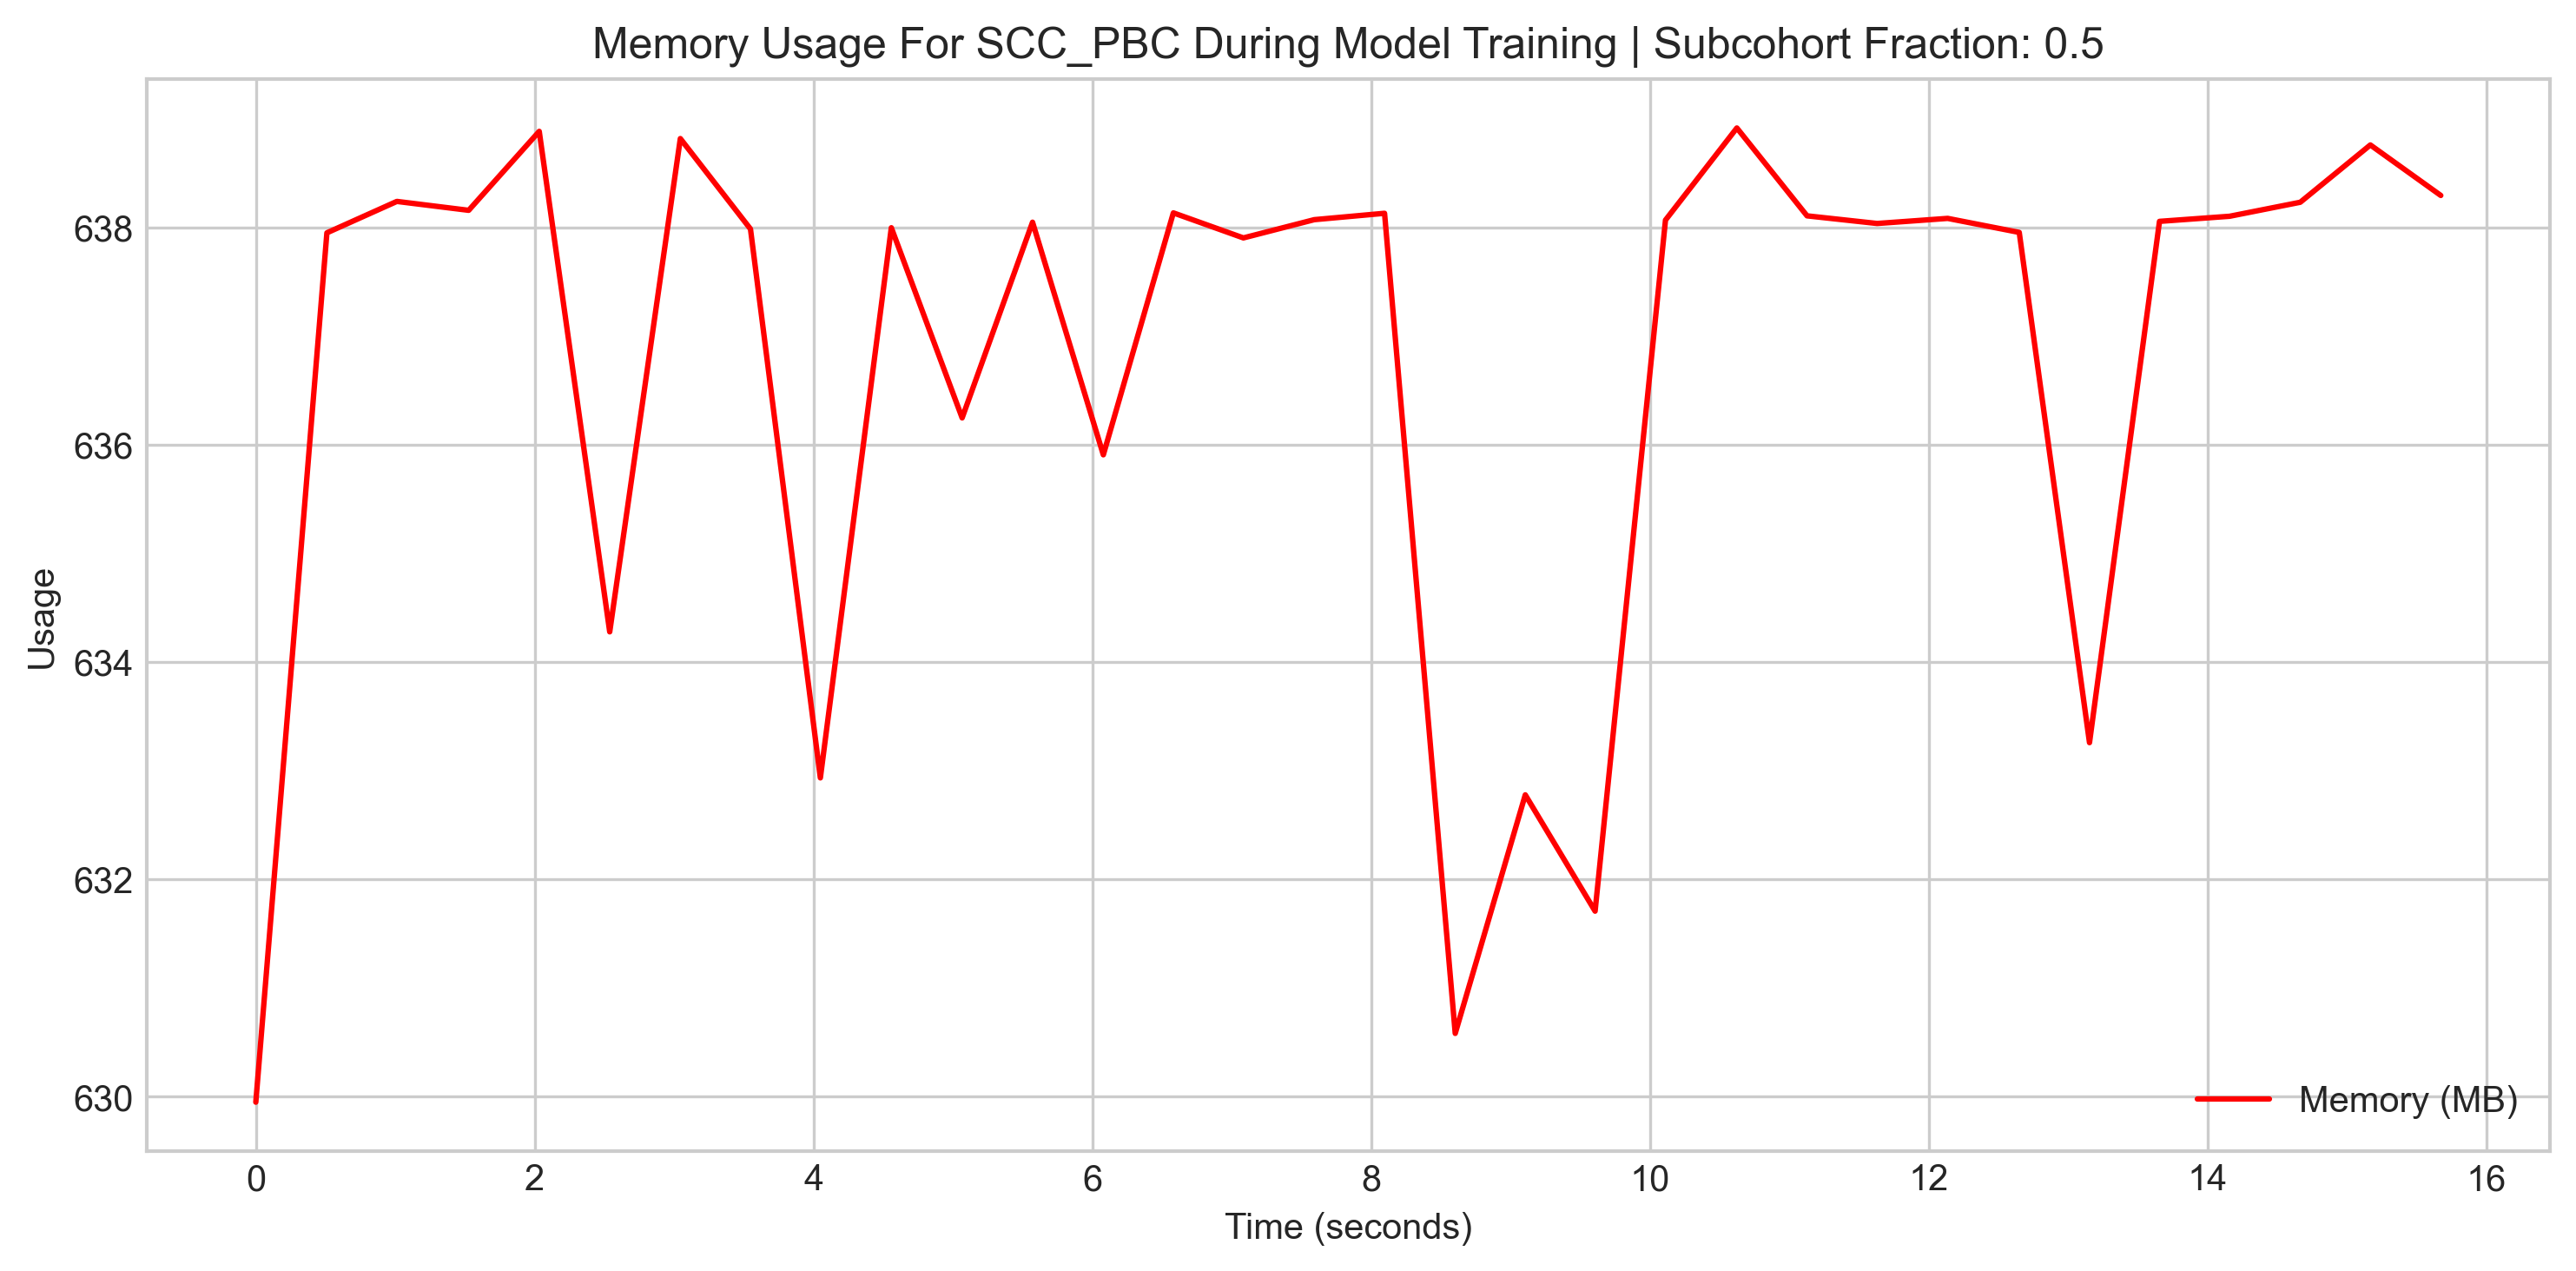 Memory Usage For SCC_PBC During Model Training | Subcohort Fraction: 0.5
Usage
638
636
634
632
630
Memory (MB)
0 2 4 6 8 10 12 14 16
Time (seconds)